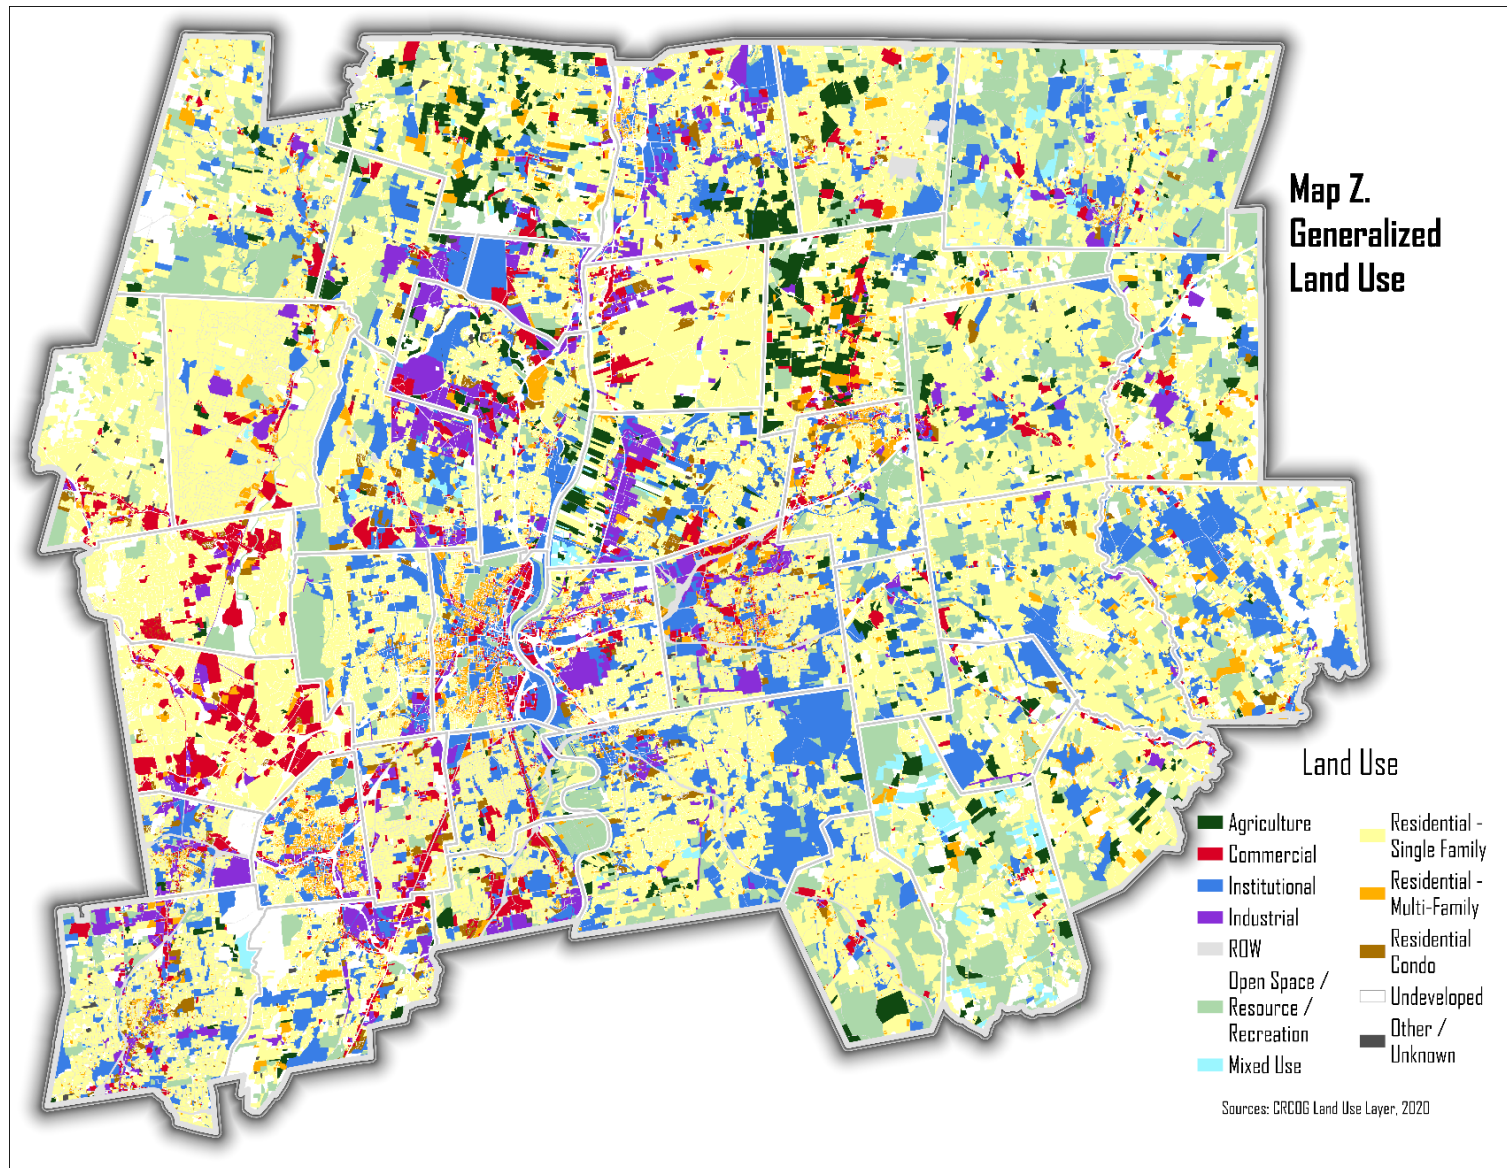 Map Z.
Generalized
Land Use
Land Use
Agriculture
Commercial
Institutional
Industrial
ROW
Open Space /
Resource /
Recreation
Mixed Use
Residential -
Single Family
Residential -
Multi-Family
Residential
Condo
Undeveloped
Other /
Unknown
Sources: CRCOG Land Use Layer, 2020